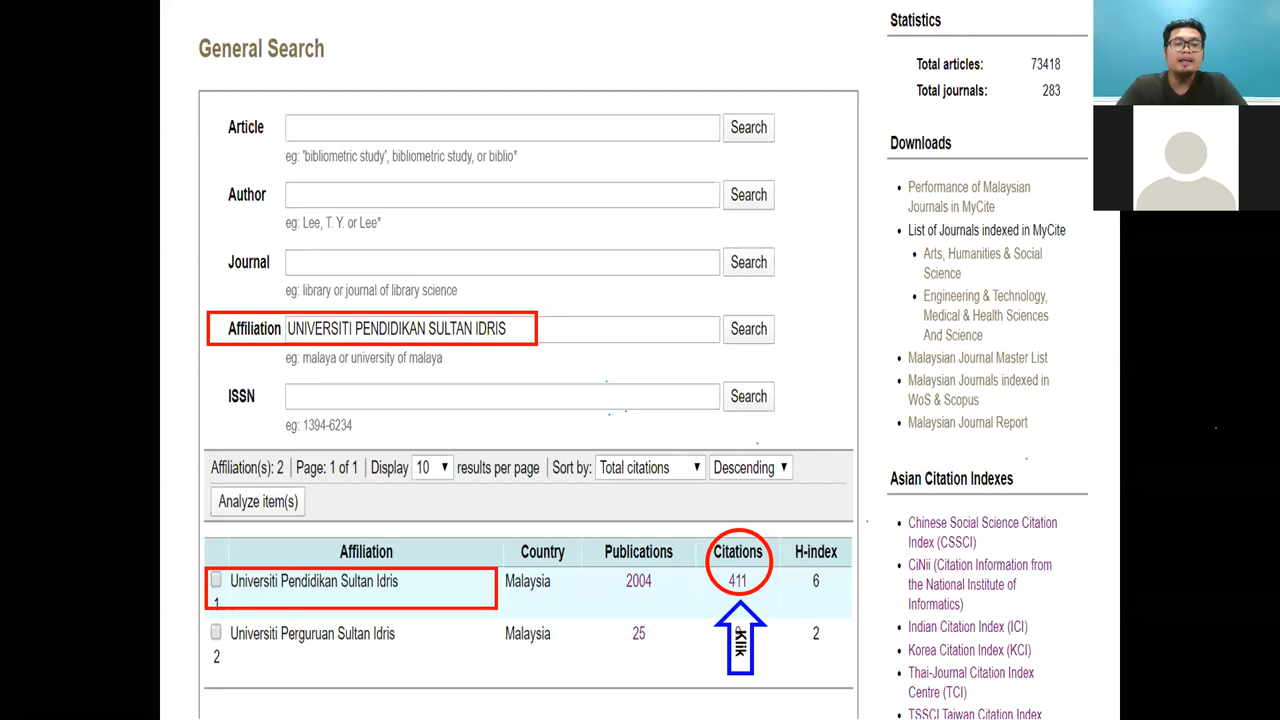 General Search
Article
Search
eg: 'bibliometric study', bibliometric study, or biblio*
Author
Search
eg: Lee, T. Y. or Lee*
Journal
Search
eg: library or journal of library science
Affiliation UNIVERSITI PENDIDIKAN SULTAN IDRIS
Search
eg: malaya or university of malaya
ISSN
Search
eg: 1394-6234
Affiliation(s): 2 | Page: 1 of 1 | Display 10 results per page | Sort by: Total citations Descending
Analyze item(s)
Affiliation Country Publications Citations H-index
Universiti Pendidikan Sultan Idris Malaysia 2004 411 6
1
Universiti Perguruan Sultan Idris Malaysia 25 2
2
Klik
Statistics
Total articles: 73418
Total journals: 283
Downloads
Performance of Malaysian
Journals in MyCite
List of Journals indexed in MyCite
Arts, Humanities & Social
Science
Engineering & Technology,
Medical & Health Sciences
And Science
Malaysian Journal Master List
Malaysian Journals indexed in
WoS & Scopus
Malaysian Journal Report
Asian Citation Indexes
Chinese Social Science Citation
Index (CSSCI)
CiNii (Citation Information from
the National Institute of
Informatics)
Indian Citation Index (ICI)
Korea Citation Index (KCI)
Thai-Journal Citation Index
Centre (TCI)
TSSCI Taiwan Citation Index